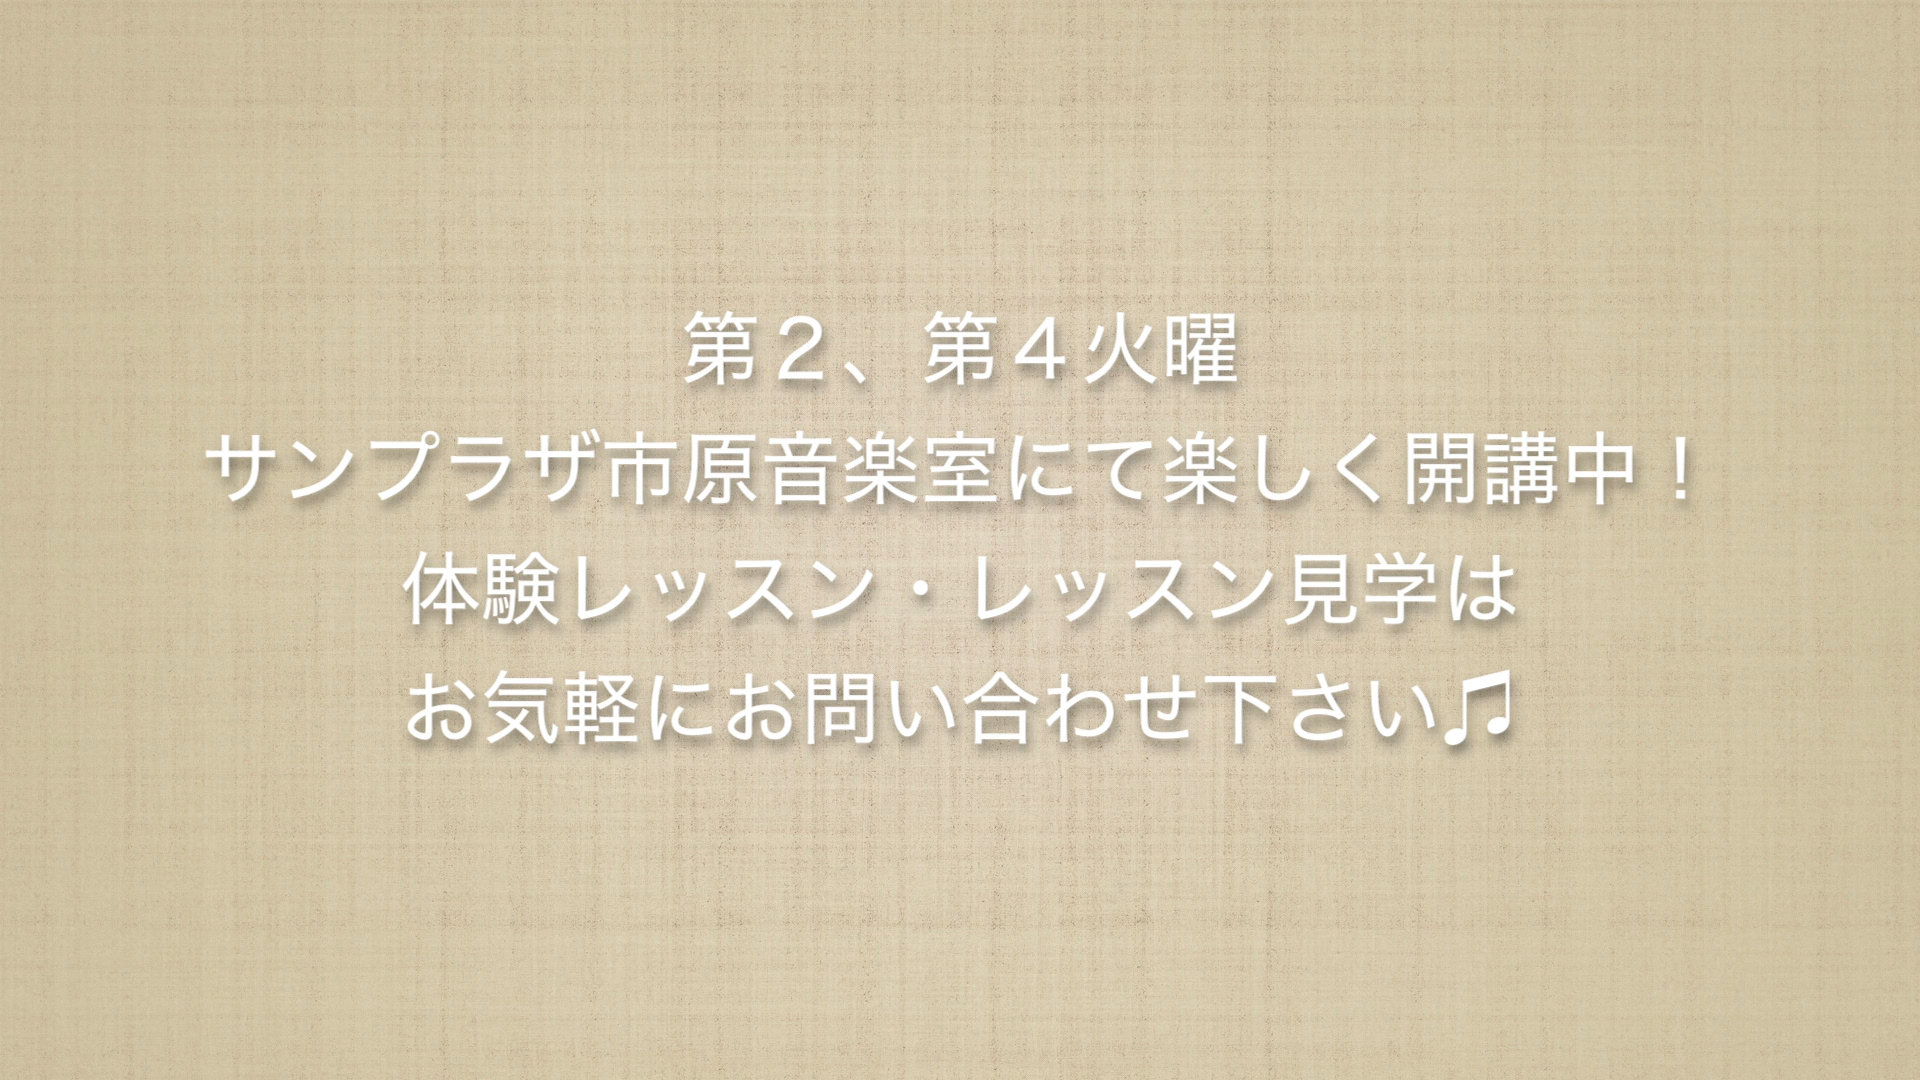 第２、第４火曜
サンプラザ市原音楽室にて楽しく開講中！
体験レッスン・レッスン見学は
お気軽にお問い合わせ下さい♫